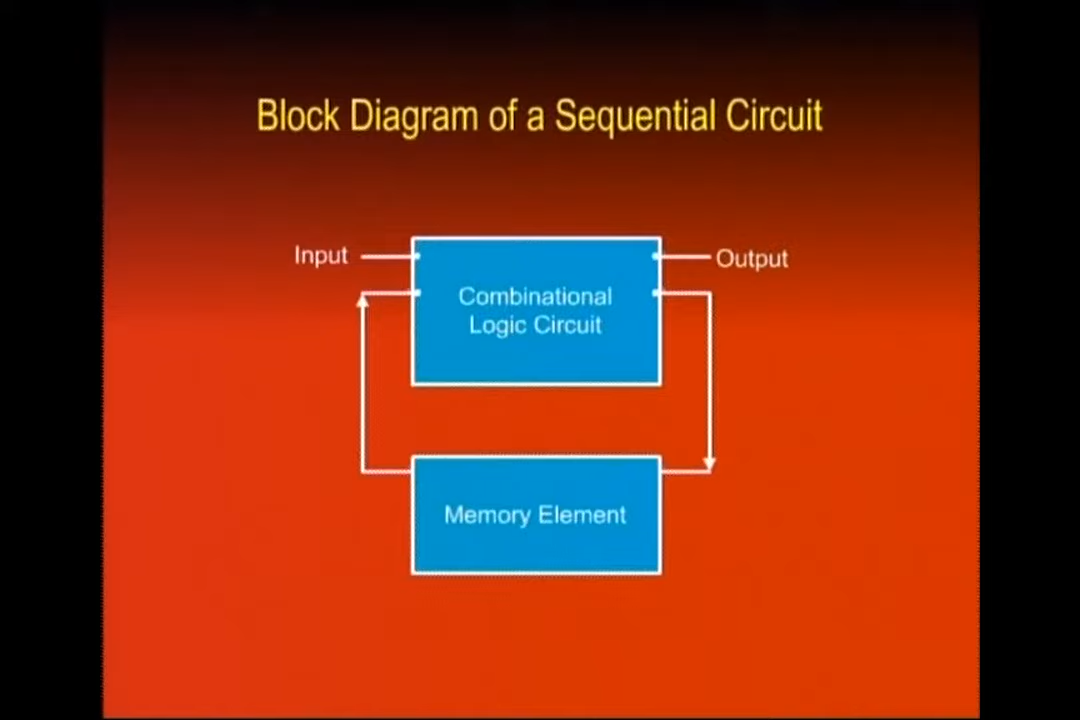 Block Diagram of a Sequential Circuit
Input
Output
Combinational
Logic Circuit
Memory Element